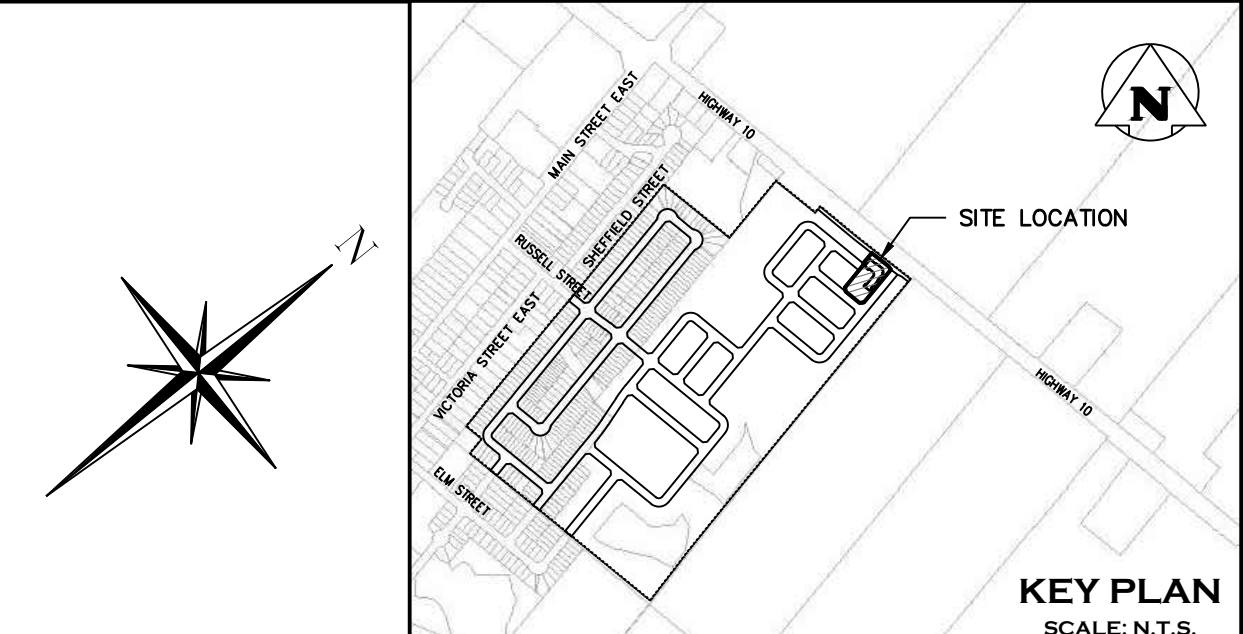 N
N
MAIN STREET EAST
HIGHWAY 10
SHEFFIELD STREET
SITE LOCATION
RUSSELL STREET
VICTORIA STREET EAST
HIGHWAY 10
ELM STREET
KEY PLAN
SCALE: N.T.S.